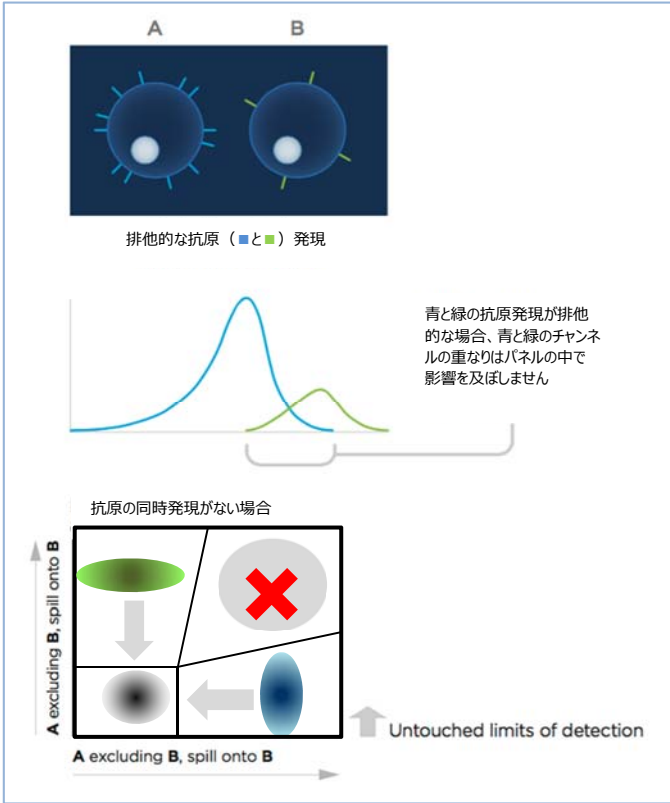 A B
排他的な抗原（■と■）発現
青と緑の抗原発現が排他
的な場合、青と緑のチャンネ
ルの重なりはパネルの中で
影響を及ぼしません
抗原の同時発現がない場合
A excluding B, spill onto B
Untouched limits of detection
A excluding B, spill onto B